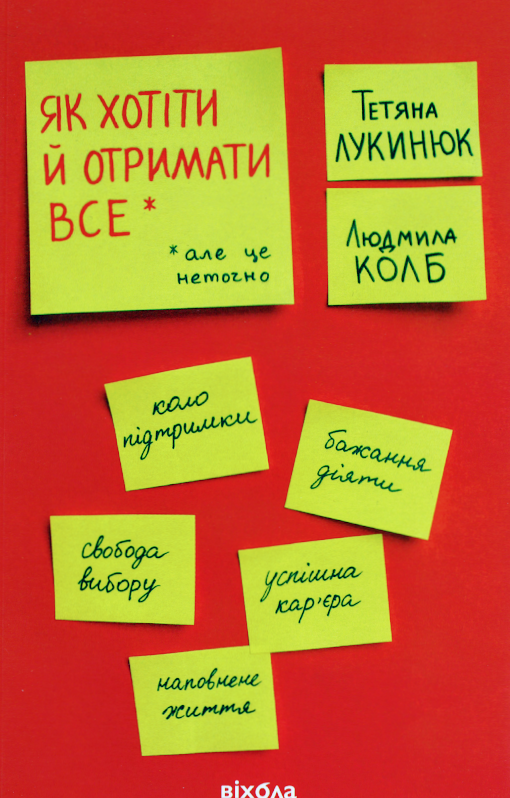 ЯК ХОТІТИ
Й ОТРИМАТИ
ВСЕ *
* але це
неточно
Тетяна
ЛУКИНЮК
Людмила
КОЛБ
коло
підтримки
бажання
діяти
свобода
вибору
успішна
кар'єра
наповнене
життя
віхола